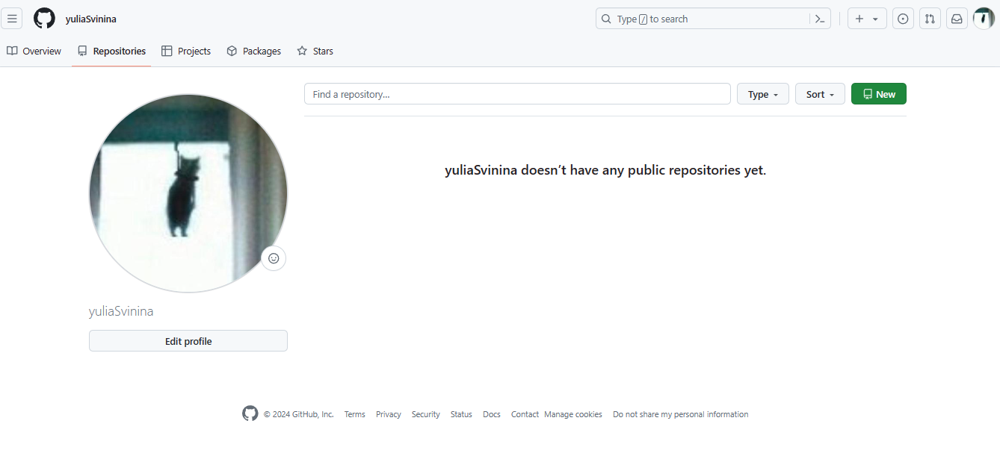 yuliaSvinina
Type / to search
Overview
Repositories
Projects
Packages
Stars
Find a repository...
Type
Sort
New
yuliaSvinina doesn’t have any public repositories yet.
yuliaSvinina
Edit profile
© 2024 GitHub, Inc.
Terms
Privacy
Security
Status
Docs
Contact
Manage cookies
Do not share my personal information